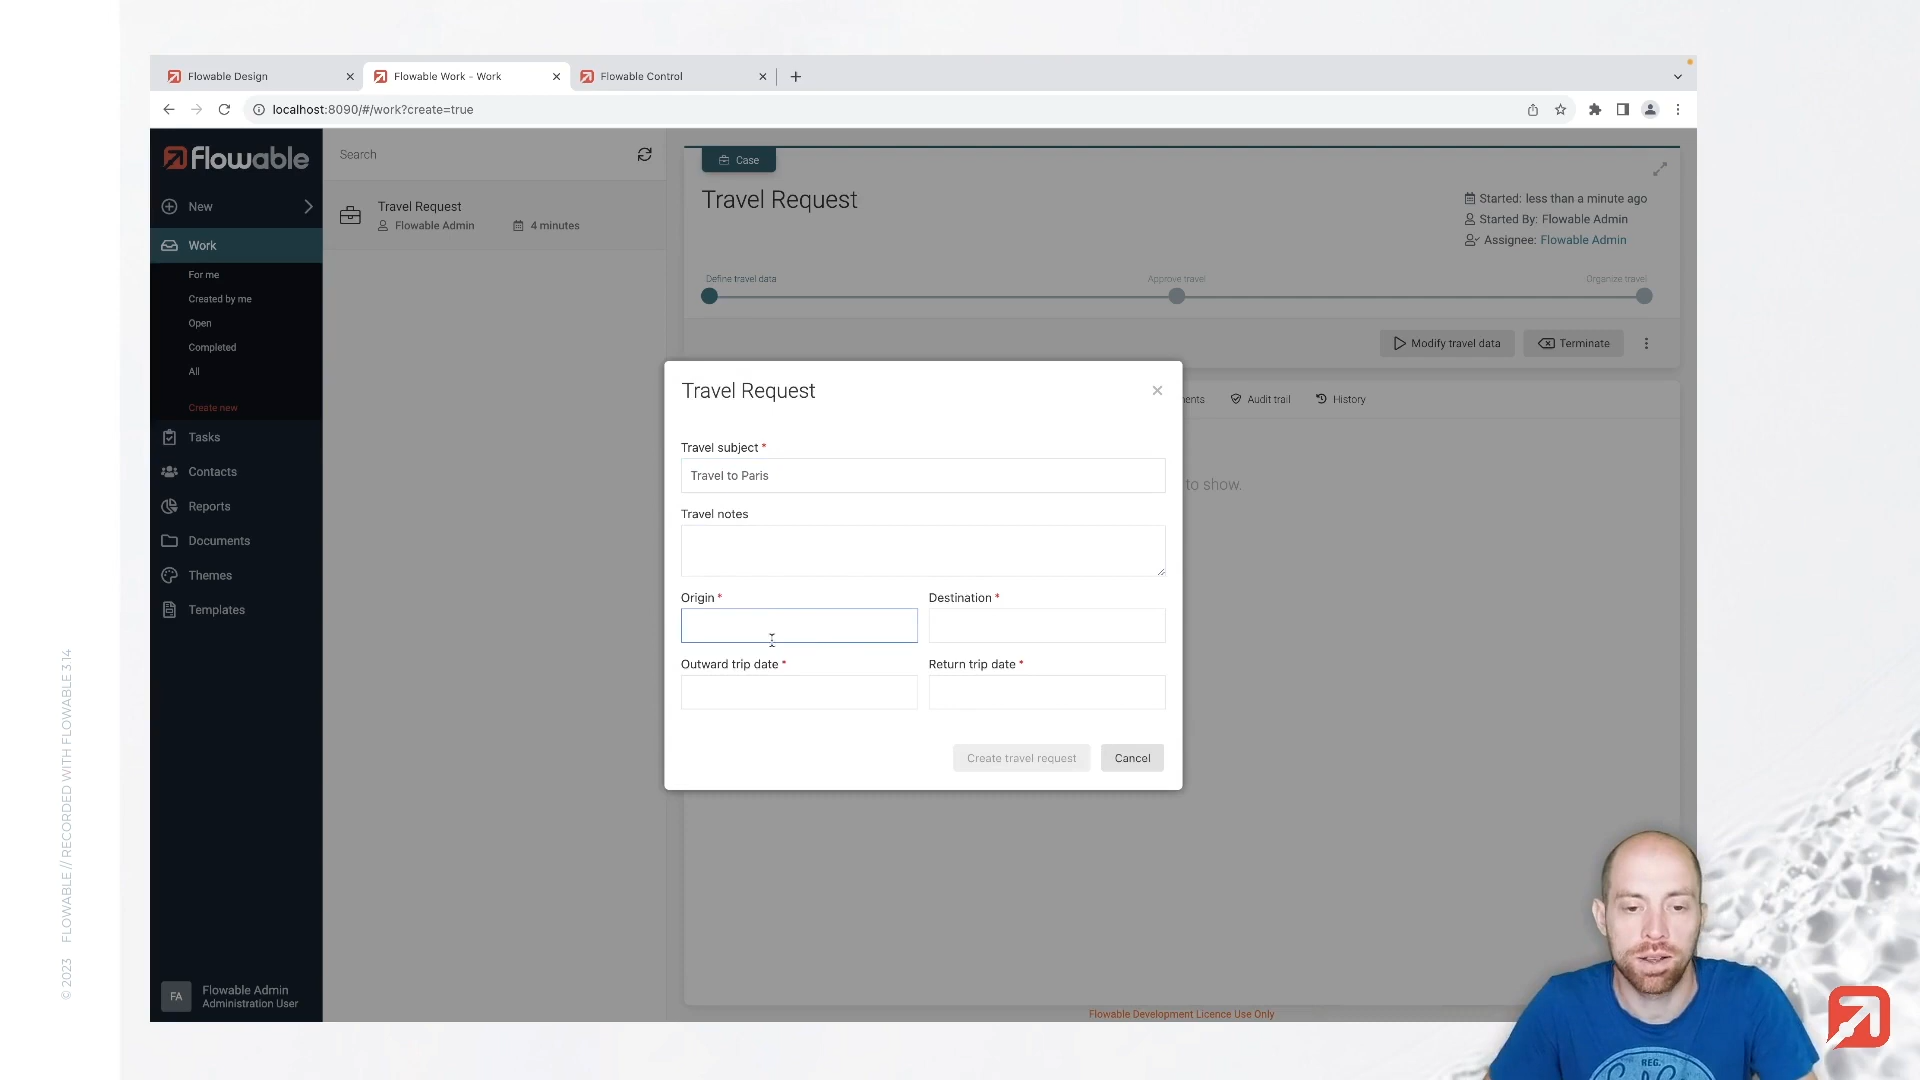 Flowable Design
Flowable Work - Work
Flowable Control
localhost:8090/#/work?create=true
Flowable
New
Work
For me
Created by me
Open
Completed
All
Create new
Tasks
Contacts
Reports
Documents
Themes
Templates
FA
Flowable Admin
Administration User
Search
Travel Request
Flowable Admin
4 minutes
Case
Travel Request
Started: less than a minute ago
Started By: Flowable Admin
Assignee: Flowable Admin
Define travel data
Approve travel
Organize travel
Modify travel data
Terminate
Audit trail
History
to show.
Travel Request
Travel subject *
Travel to Paris
Travel notes
Origin *
Destination *
Outward trip date *
Return trip date *
Create travel request
Cancel
Flowable Development Licence Use Only
© 2023 FLOWABLE // RECORDED WITH FLOWABLE 3.14
REG.